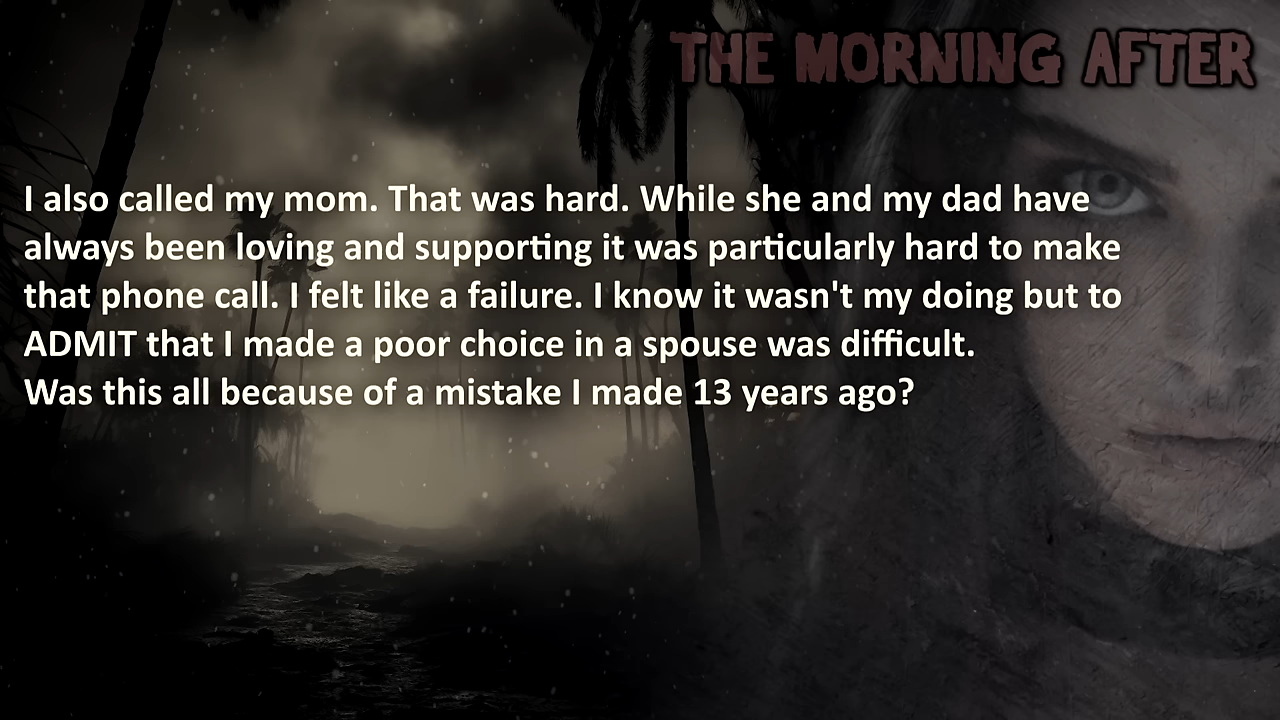 THE MORNING AFTER
I also called my mom. That was hard. While she and my dad have
always been loving and supporting it was particularly hard to make
that phone call. I felt like a failure. I know it wasn't my doing but to
ADMIT that I made a poor choice in a spouse was difficult.
Was this all because of a mistake I made 13 years ago?